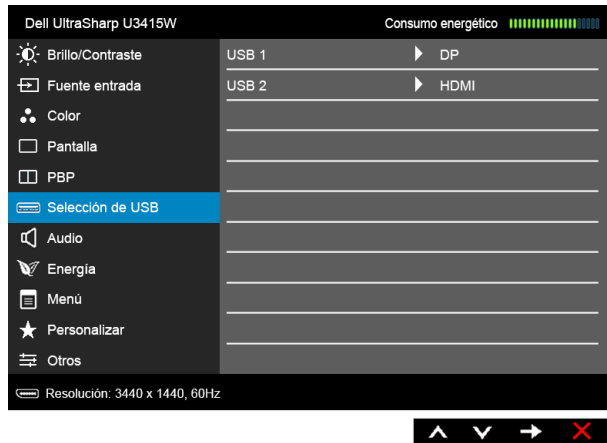 Dell UltraSharp U3415W Consumo energético
Brillo/Contraste USB 1 DP
Fuente entrada USB 2 HDMI
Color
Pantalla
PBP
Selección de USB
Audio
Energía
Menú
Personalizar
Otros
Resolución: 3440 x 1440, 60Hz